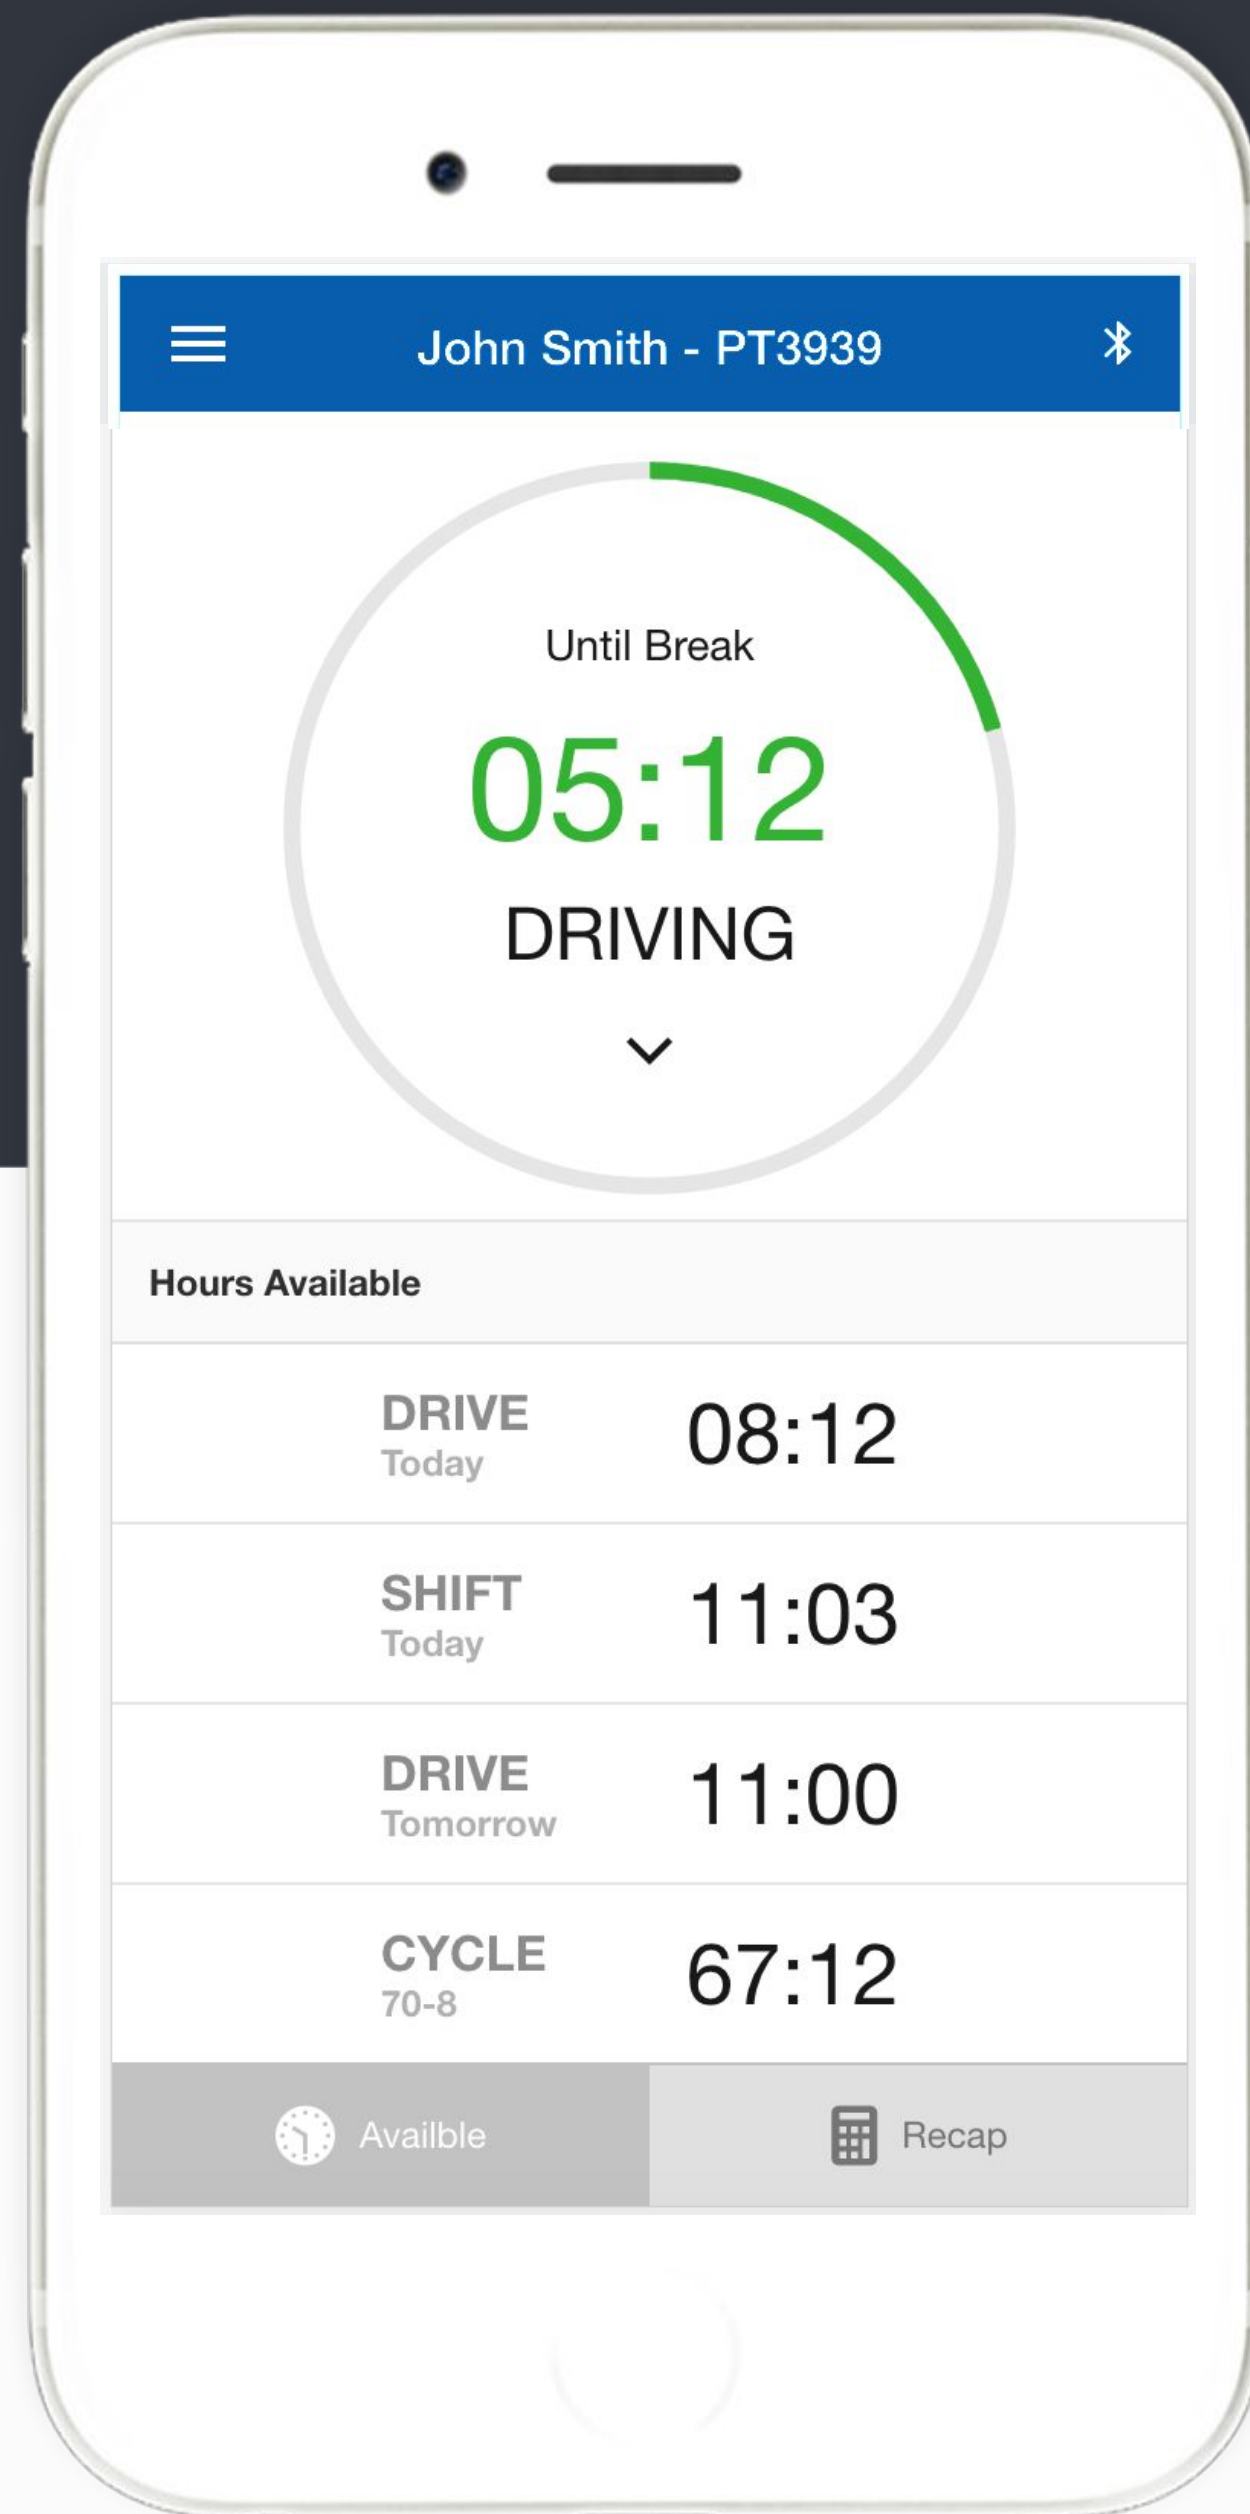 John Smith - PT3939
Until Break
05:12
DRIVING
Hours Available
DRIVE 08:12
Today
SHIFT 11:03
Today
DRIVE 11:00
Tomorrow
CYCLE 67:12
70-8
Availble Recap